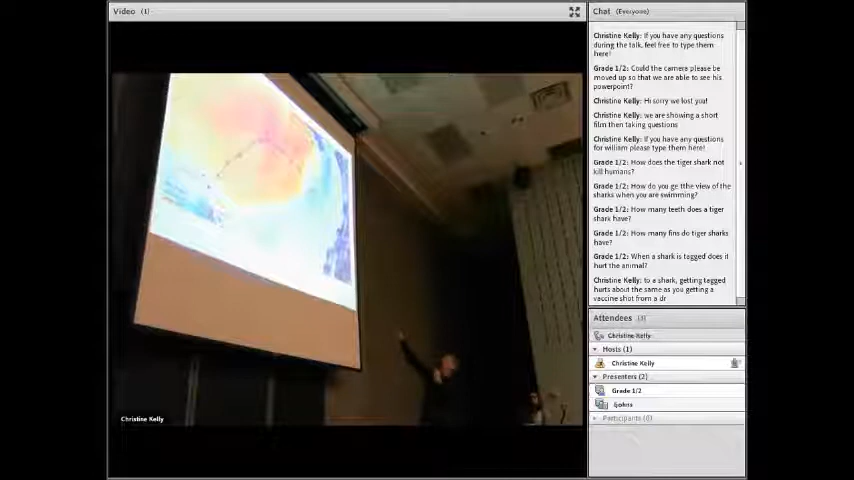 Video (1)
Christine Kelly
Chat (Everyone)
Christine Kelly: If you have any questions
during the talk, feel free to type them
here!
Grade 1/2: Could the camera please be
moved up so that we are able to see his
powerpoint?
Christine Kelly: Hi sorry we lost you!
Christine Kelly: we are showing a short
film then taking questions
Christine Kelly: If you have any questions
for william please type them here!
Grade 1/2: How does the tiger shark not
kill humans?
Grade 1/2: How do you ge tthe view of the
sharks when you are swimming?
Grade 1/2: How many teeth does a tiger
shark have?
Grade 1/2: How many fins do tiger sharks
have?
Grade 1/2: When a shark is tagged does it
hurt the animal?
Christine Kelly: to a shark, getting tagged
hurts about the same as you getting a
vaccine shot from a dr
Attendees (3)
Christine Kelly
Hosts (1)
Christine Kelly
Presenters (2)
Grade 1/2
Participants (0)